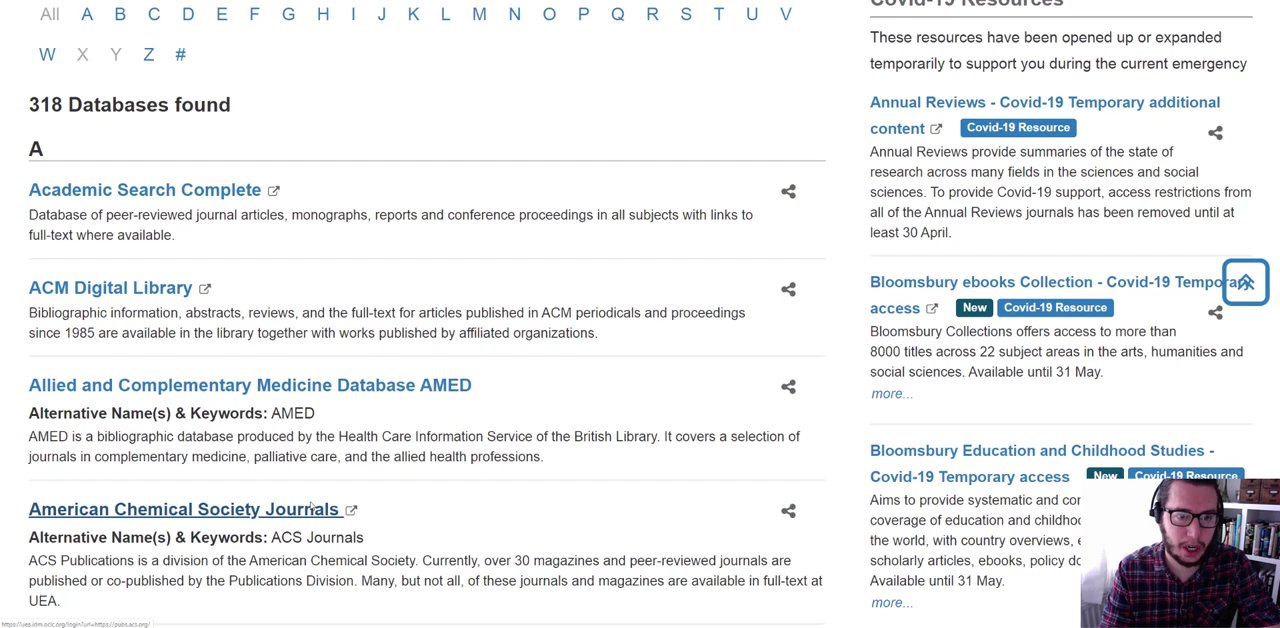 All A B C D E F G H I J K L M N O P Q R S T U V
W X Y Z #
318 Databases found
A
Academic Search Complete
Database of peer-reviewed journal articles, monographs, reports and conference proceedings in all subjects with links to
full-text where available.
ACM Digital Library
Bibliographic information, abstracts, reviews, and the full-text for articles published in ACM periodicals and proceedings
since 1985 are available in the library together with works published by affiliated organizations.
Allied and Complementary Medicine Database AMED
Alternative Name(s) & Keywords: AMED
AMED is a bibliographic database produced by the Health Care Information Service of the British Library. It covers a selection of
journals in complementary medicine, palliative care, and the allied health professions.
American Chemical Society Journals
Alternative Name(s) & Keywords: ACS Journals
ACS Publications is a division of the American Chemical Society. Currently, over 30 magazines and peer-reviewed journals are
published or co-published by the Publications Division. Many, but not all, of these journals and magazines are available in full-text at
UEA.
https://uea.idm.oclc.org/login?url=https://pubs.acs.org/
Covid-19 Resources
These resources have been opened up or expanded
temporarily to support you during the current emergency
Annual Reviews - Covid-19 Temporary additional
content Covid-19 Resource
Annual Reviews provide summaries of the state of
research across many fields in the sciences and social
sciences. To provide Covid-19 support, access restrictions from
all of the Annual Reviews journals has been removed until at
least 30 April.
Bloomsbury ebooks Collection - Covid-19 Temporary
access New Covid-19 Resource
Bloomsbury Collections offers access to more than
8000 titles across 22 subject areas in the arts, humanities and
social sciences. Available until 31 May.
more...
Bloomsbury Education and Childhood Studies -
Covid-19 Temporary access New Covid-19 Resource
Aims to provide systematic and
coverage of education and
the world, with country overviews,
scholarly articles, ebooks, policy
Available until 31 May.
more...